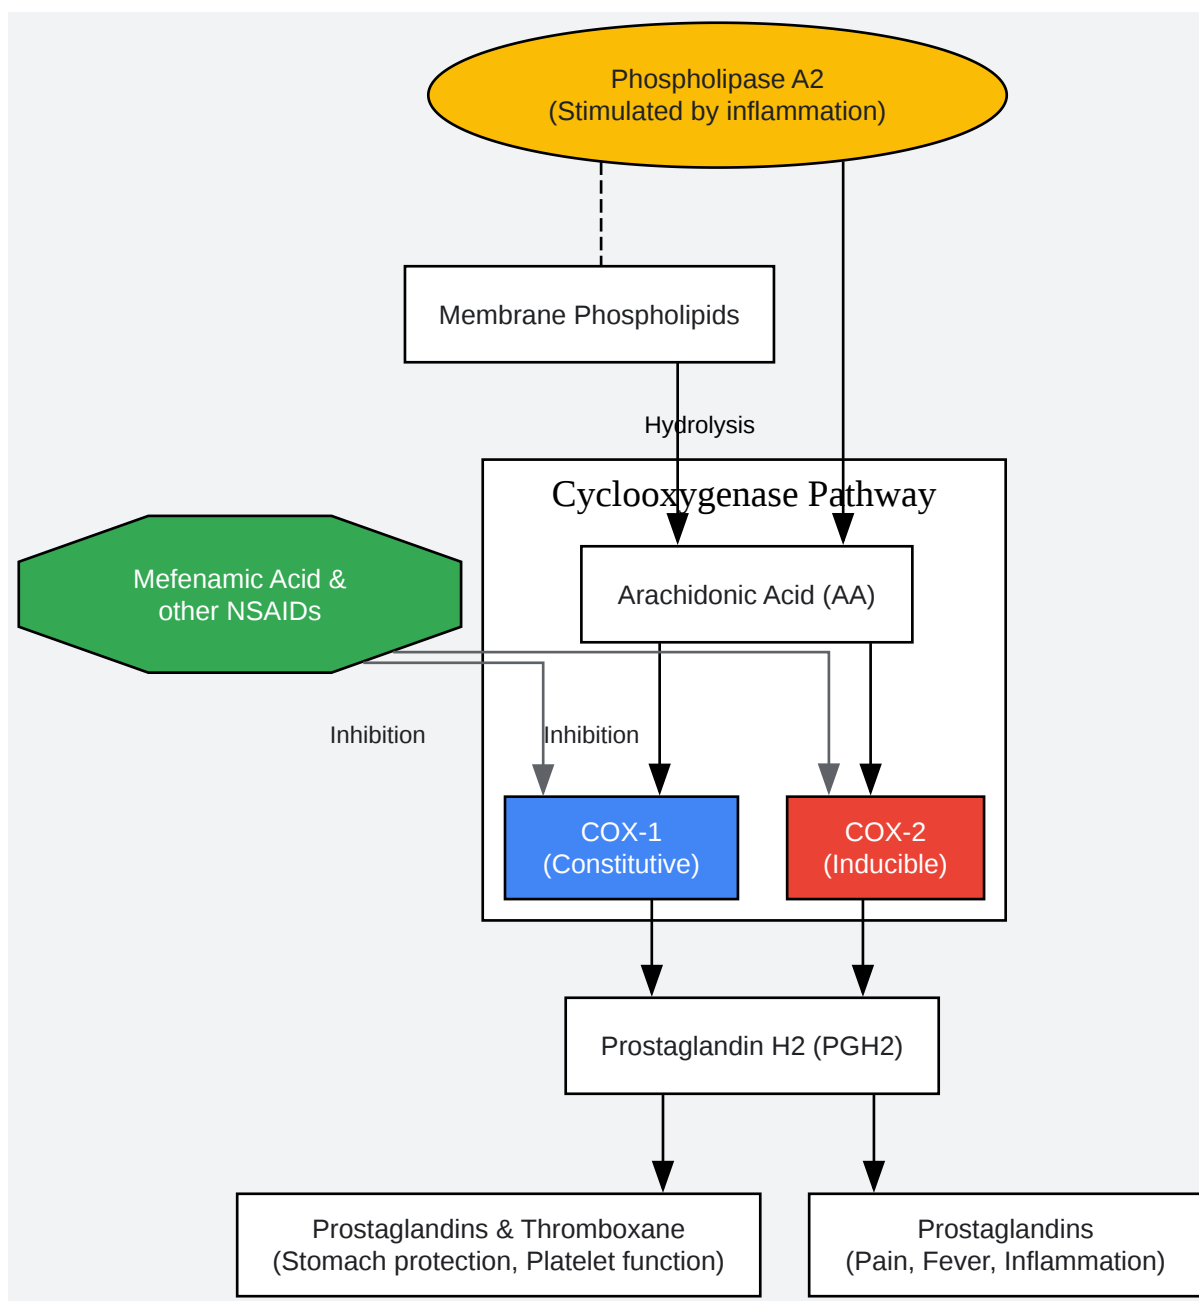 Phospholipase A2
(Stimulated by inflammation)
Membrane Phospholipids
Hydrolysis
Cyclooxygenase Pathway
Mefenamic Acid &
other NSAIDs
Arachidonic Acid (AA)
Inhibition
Inhibition
COX-1
(Constitutive)
COX-2
(Inducible)
Prostaglandin H2 (PGH2)
Prostaglandins & Thromboxane
(Stomach protection, Platelet function)
Prostaglandins
(Pain, Fever, Inflammation)